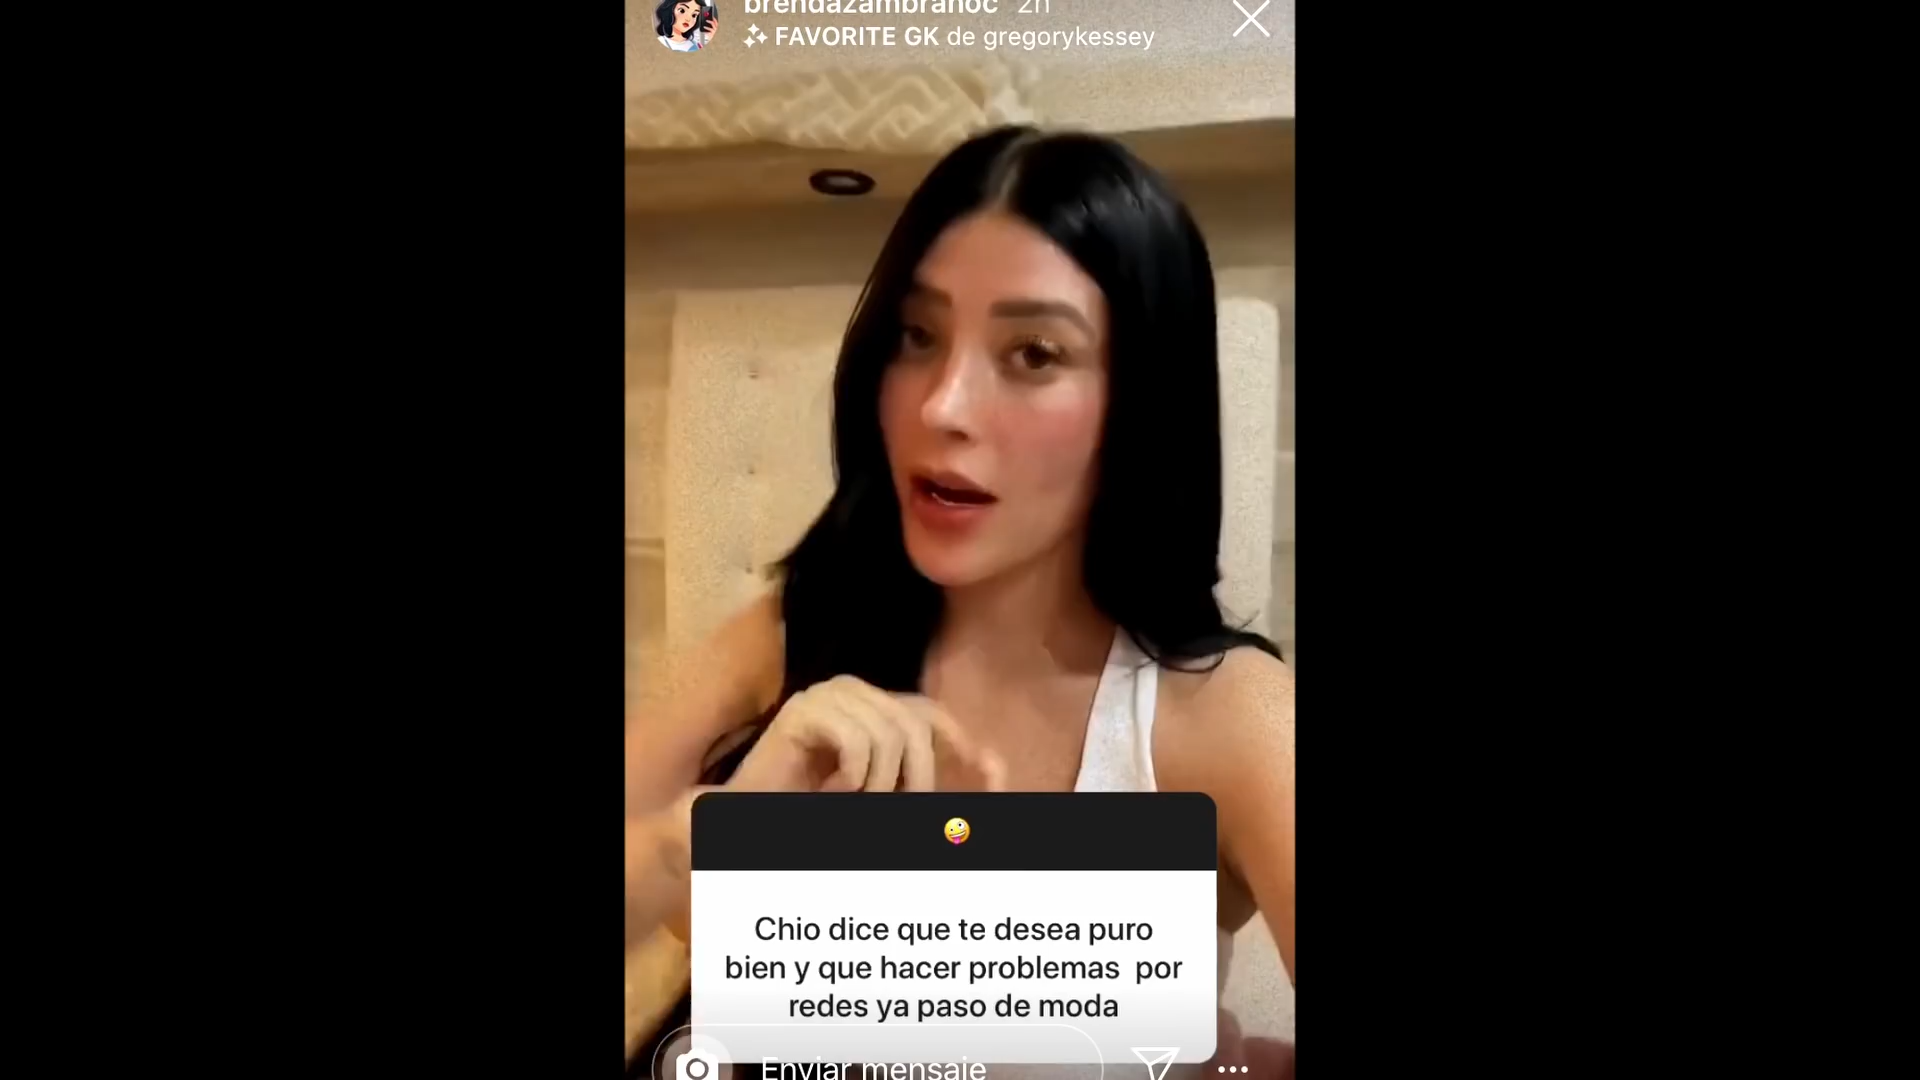 brendazambranoc 2h
FAVORITE GK de gregorykessey
Chio dice que te desea puro
bien y que hacer problemas por
redes ya paso de moda
Enviar mensaje